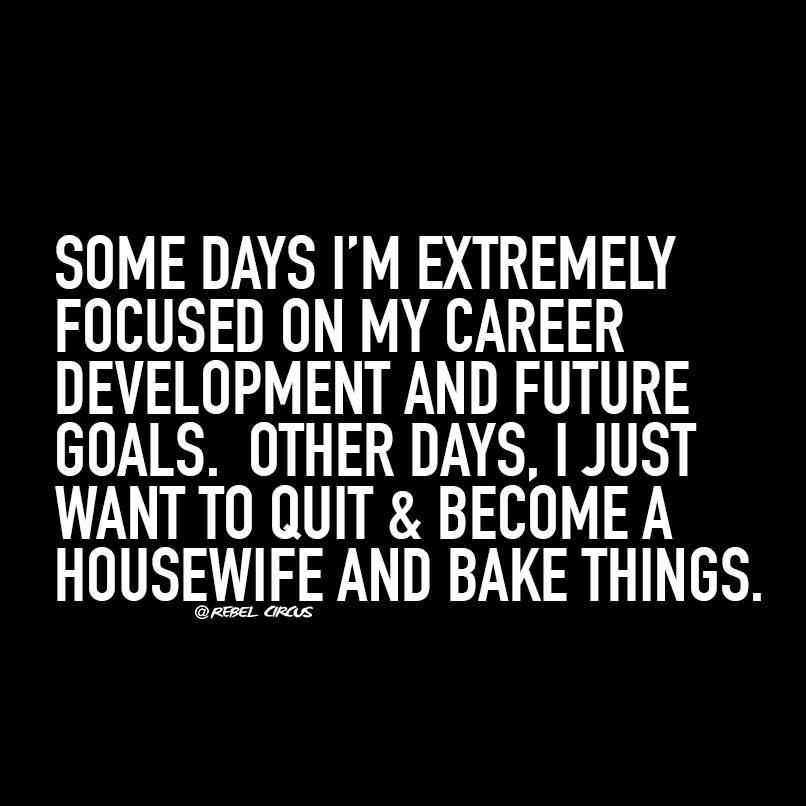 SOME DAYS I'M EXTREMELY
FOCUSED ON MY CAREER
DEVELOPMENT AND FUTURE
GOALS.  OTHER DAYS, I JUST
WANT TO QUIT & BECOME A
HOUSEWIFE AND BAKE THINGS.
@REBEL CIRCUS